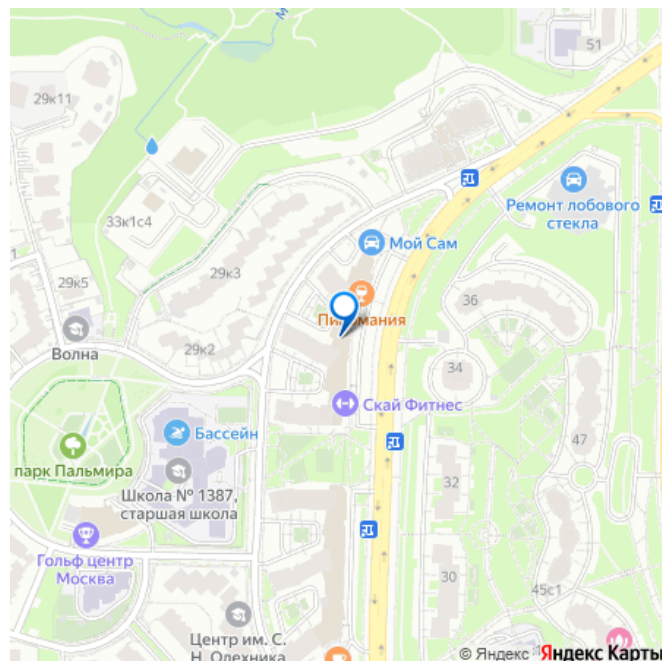 51
29к11
Ремонт лобового
стекла
33к1с4
Мой Сам
29к3
1
29к5
36
Волна
29к2
34
Скай Фитнес
Бассейн
47
парк Пальмира
Школа № 1387,
старшая школа
32
Гольф центр
Москва
30
45с1
Центр им. С.
Н. Олехника
© Яндекс Яндекс Карты